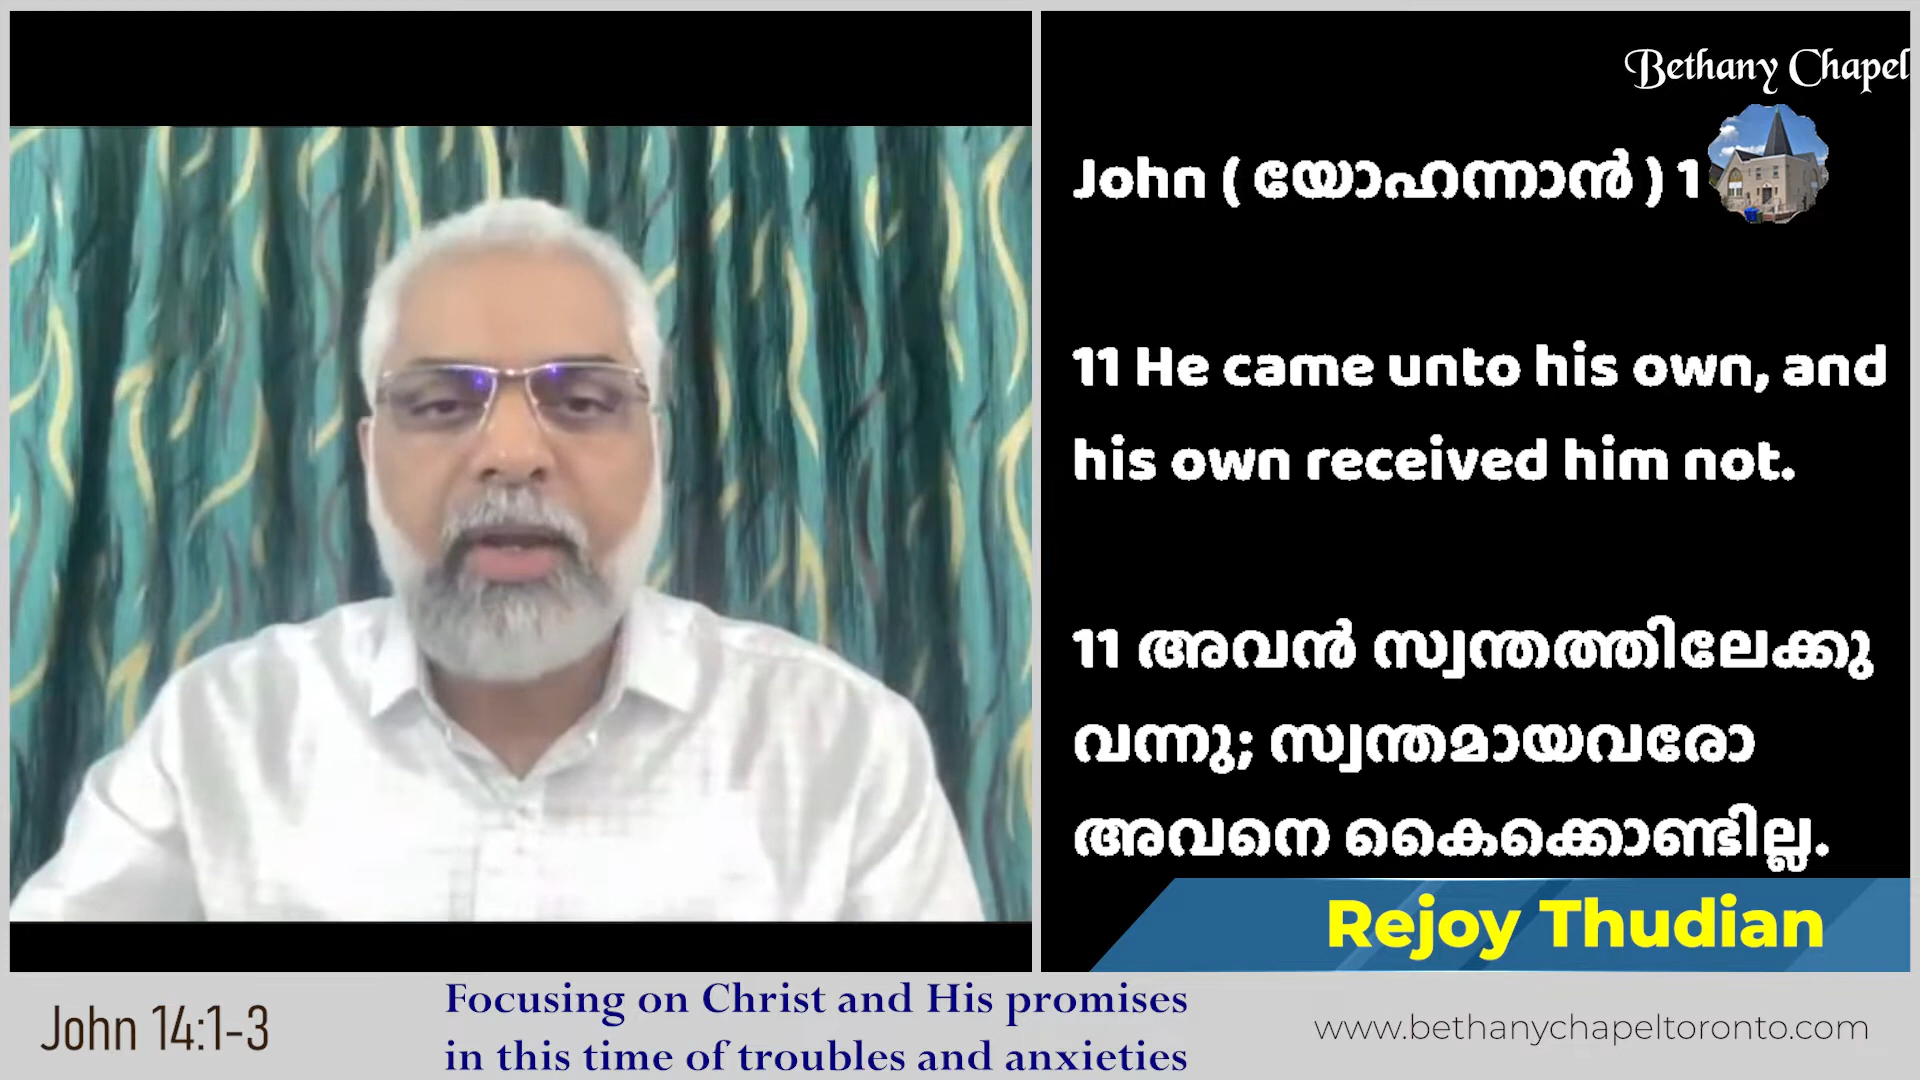 Bethany Chapel
John ( യോഹന്നാൻ ) 1
11 He came unto his own, and
his own received him not.
11 അവൻ സ്വന്തത്തിലേക്കു
വന്നു; സ്വന്തമായവരോ
അവനെ കൈക്കൊണ്ടില്ല.
Rejoy Thudian
John 14:1-3
Focusing on Christ and His promises
in this time of troubles and anxieties
www.bethanychapeltoronto.com